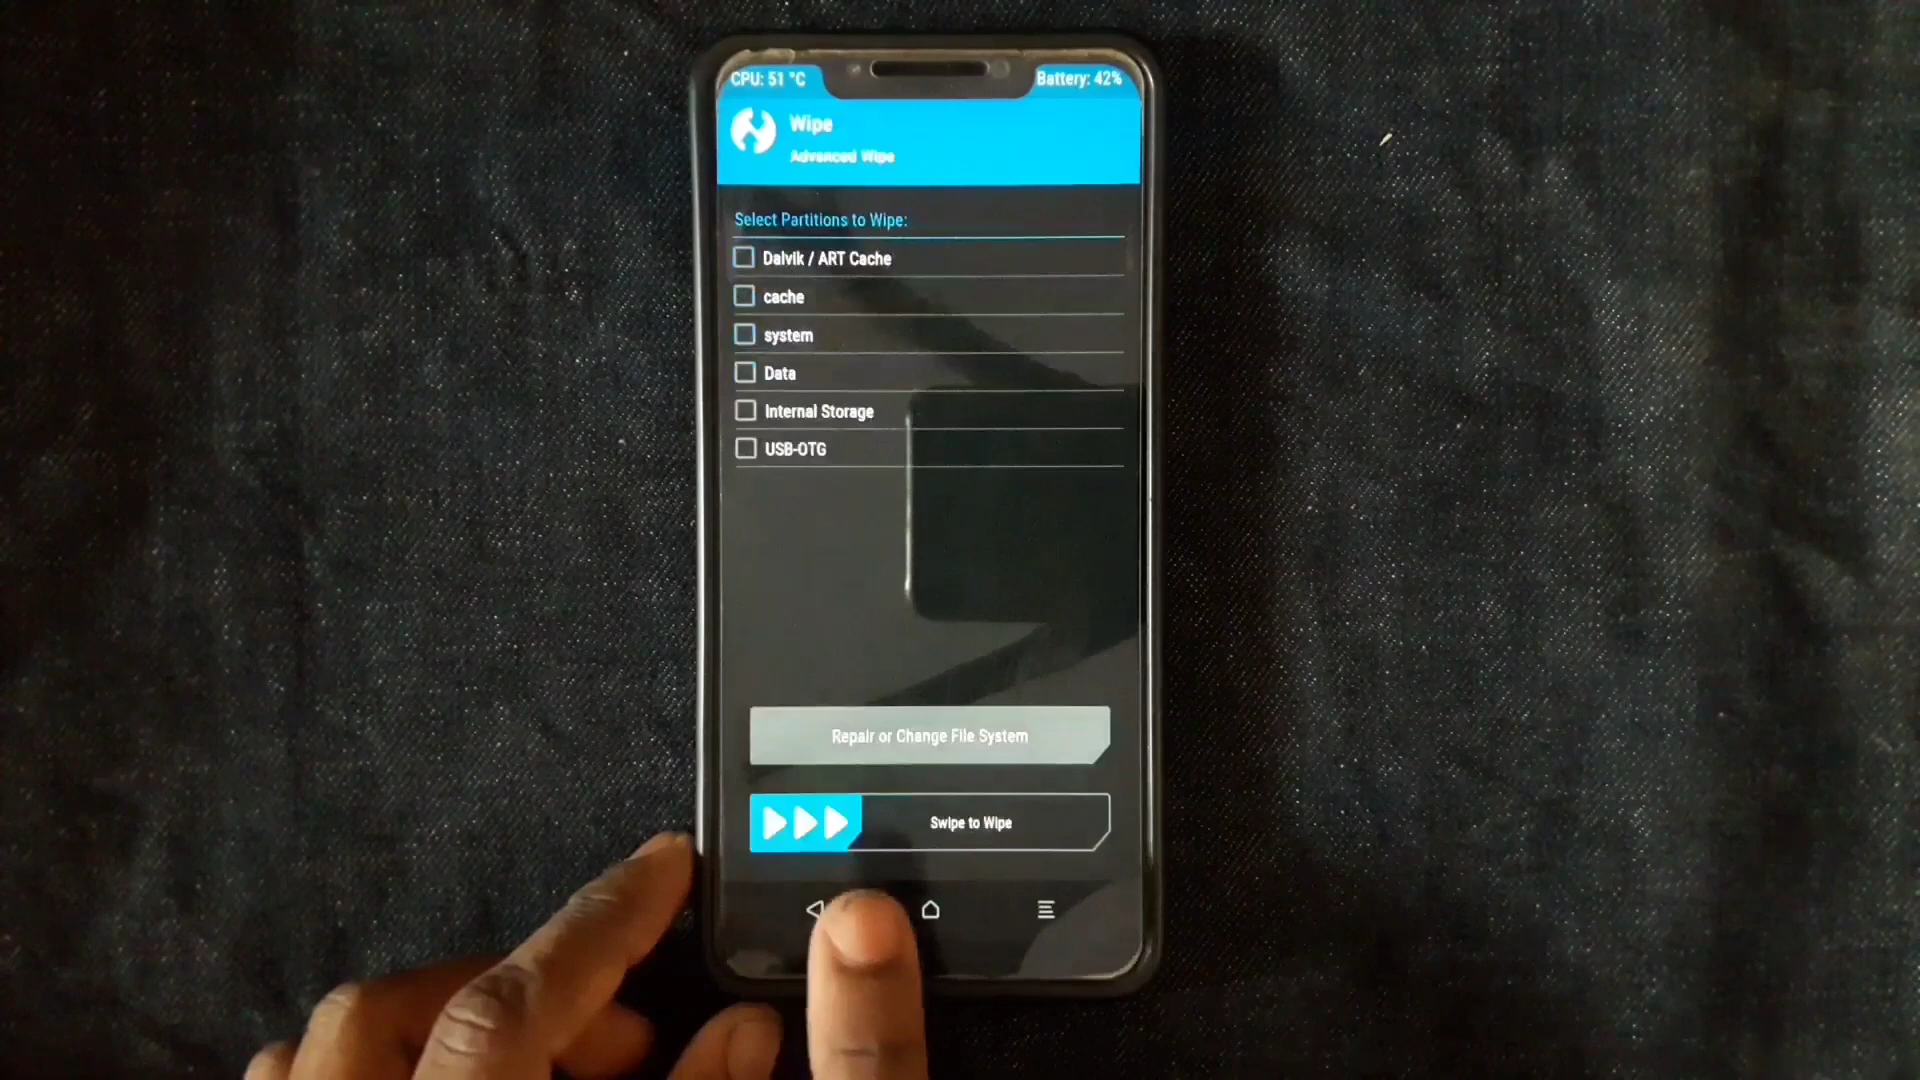 CPU: 51 °C
Battery: 42%
Wipe
Advanced Wipe
Select Partitions to Wipe:
Dalvik / ART Cache
cache
system
Data
Internal Storage
USB-OTG
Repair or Change File System
Swipe to Wipe